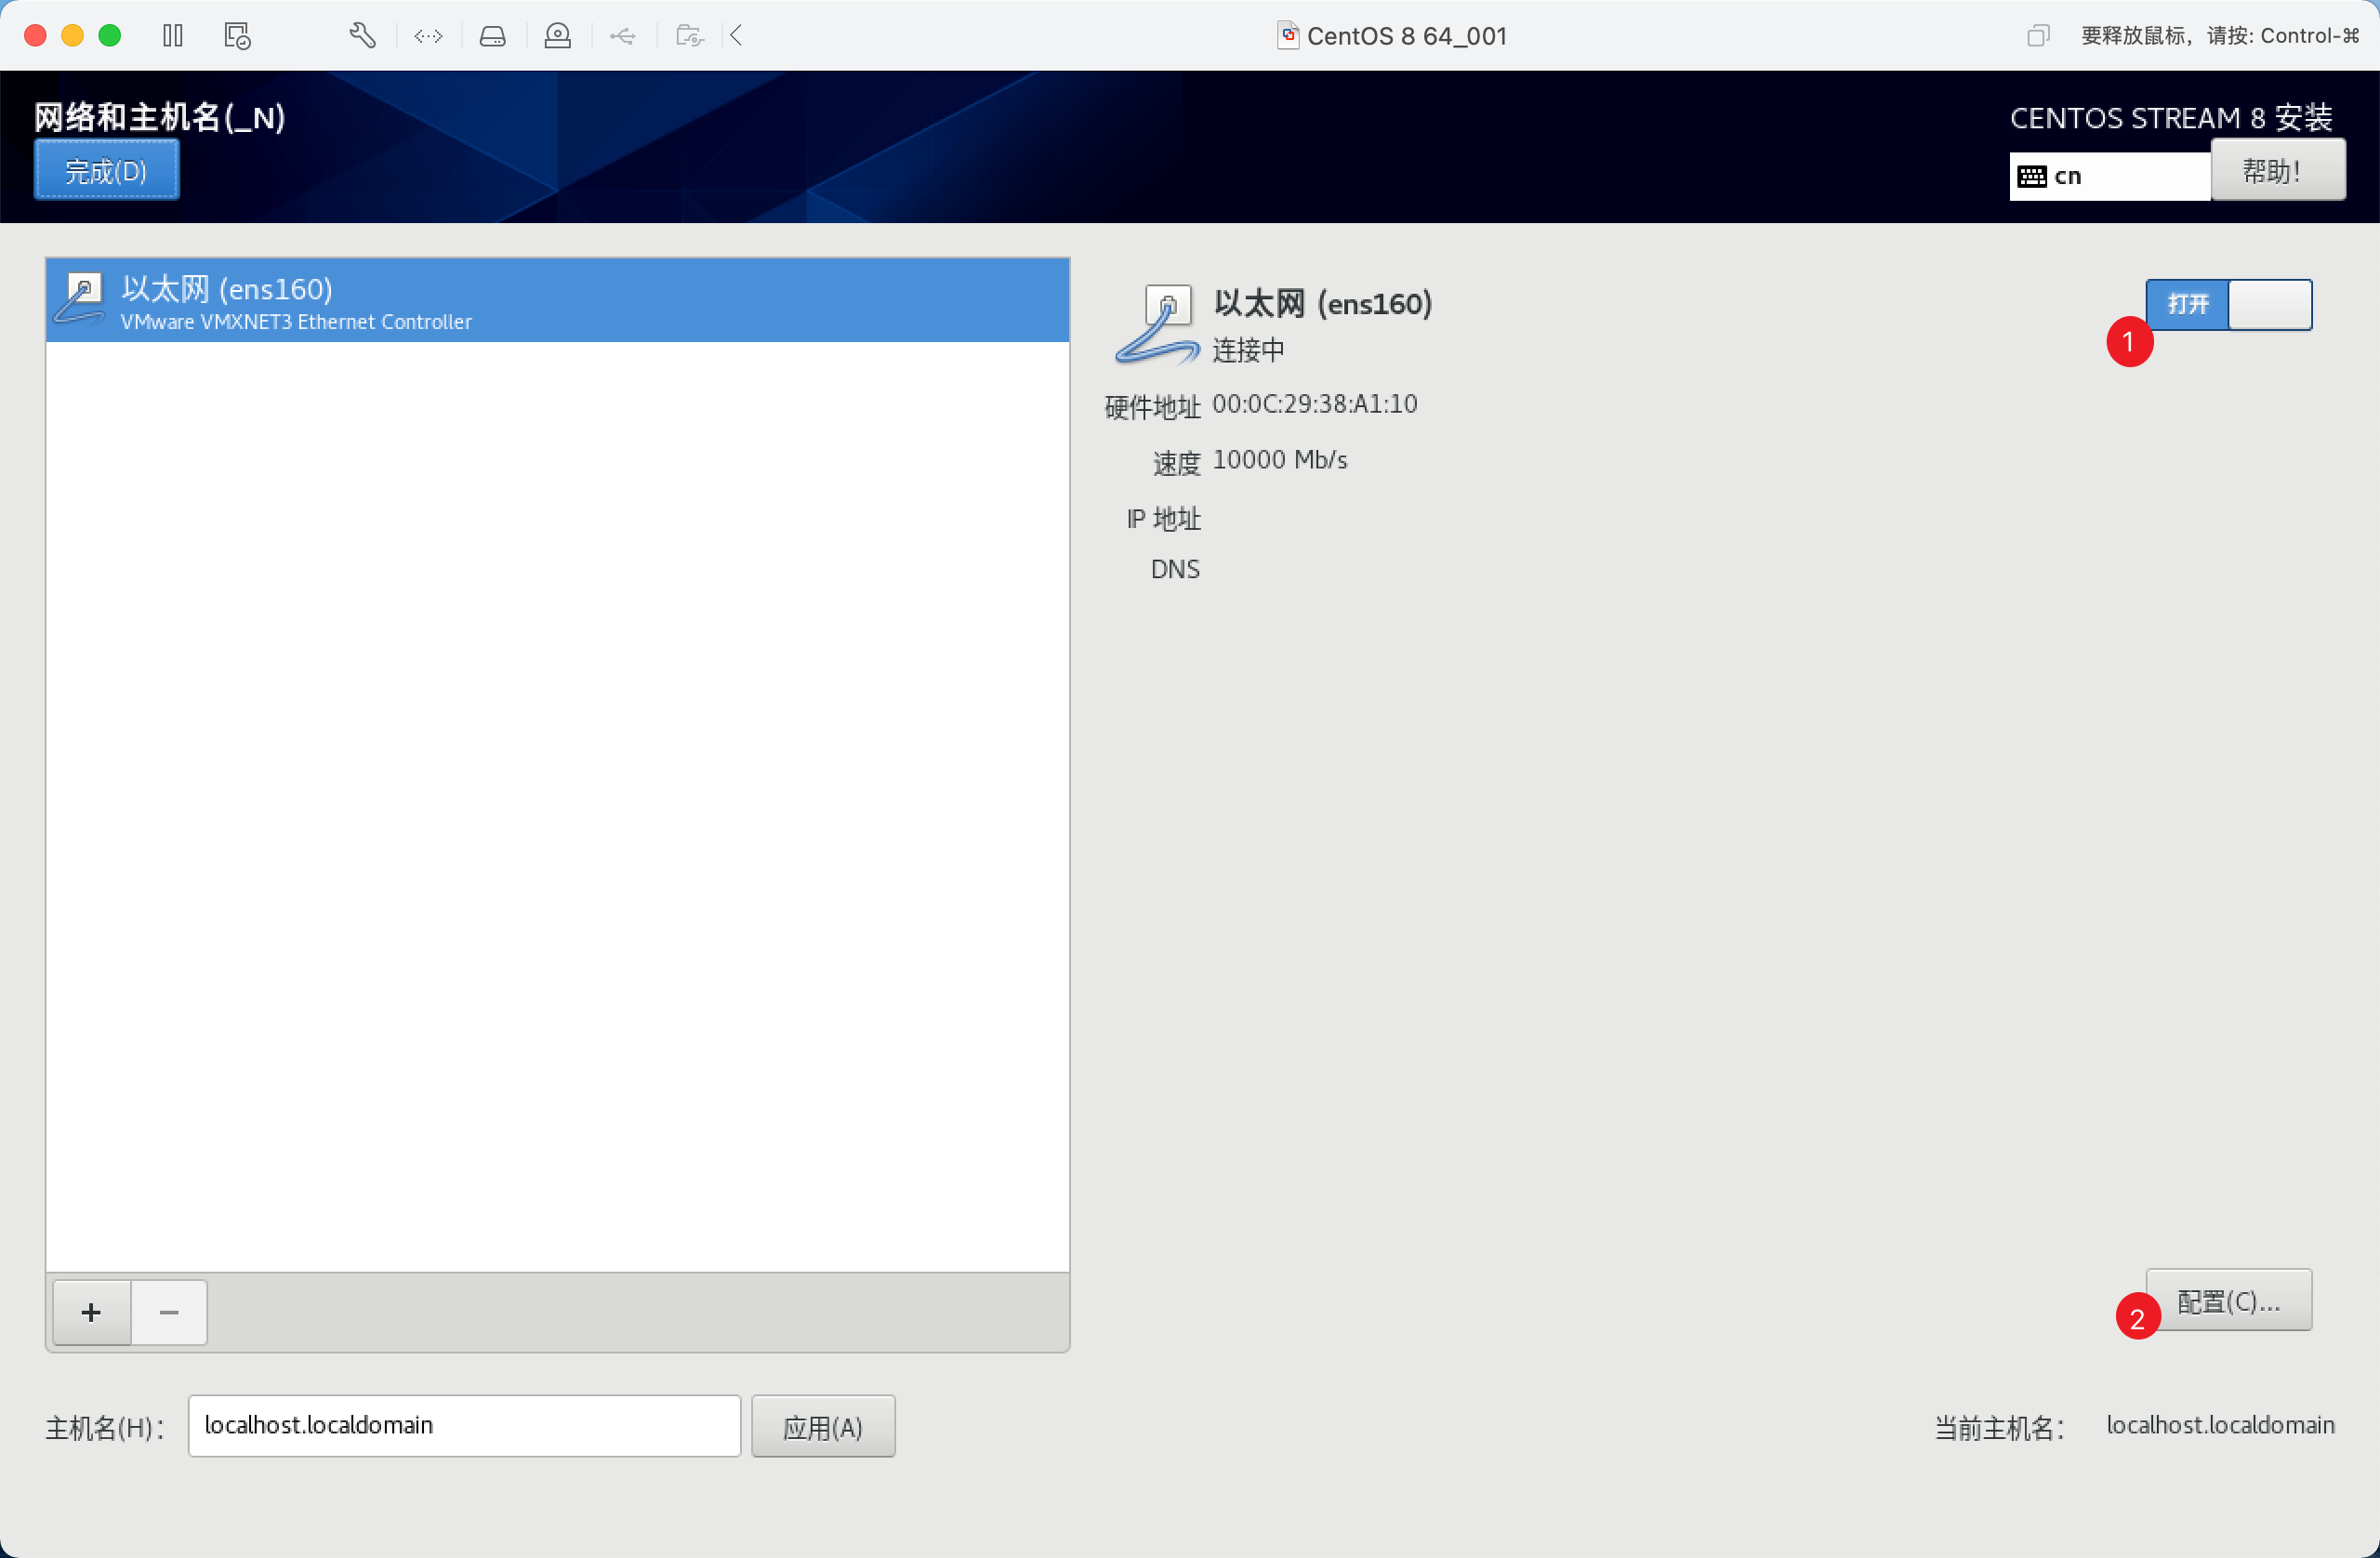 CentOS 8 64_001
要释放鼠标，请按: Control-⌘
网络和主机名(_N)
CENTOS STREAM 8 安装
完成(D)
cn
帮助！
以太网 (ens160)
VMware VMXNET3 Ethernet Controller
以太网 (ens160)
打开
连接中
1
硬件地址 00:0C:29:38:A1:10
速度 10000 Mb/s
IP 地址
DNS
+ −
配置(C)...
2
主机名(H)： localhost.localdomain 应用(A)
当前主机名： localhost.localdomain